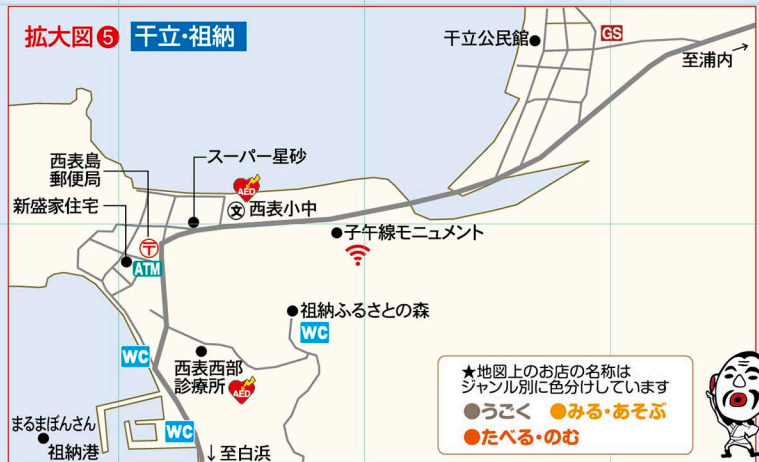 拡大図❺ 干立・祖納
干立公民館
GS
至浦内
西表島
郵便局
スーパー星砂
新盛家住宅
AED
文 西表小中
〒
ATM
子午線モニュメント
祖納ふるさとの森
WC
WC
西表西部
診療所
AED
まるまぼんさん
祖納港
WC
↓至白浜
★地図上のお店の名称は
ジャンル別に色分けしています
●うごく ●みる・あそぶ
●たべる・のむ